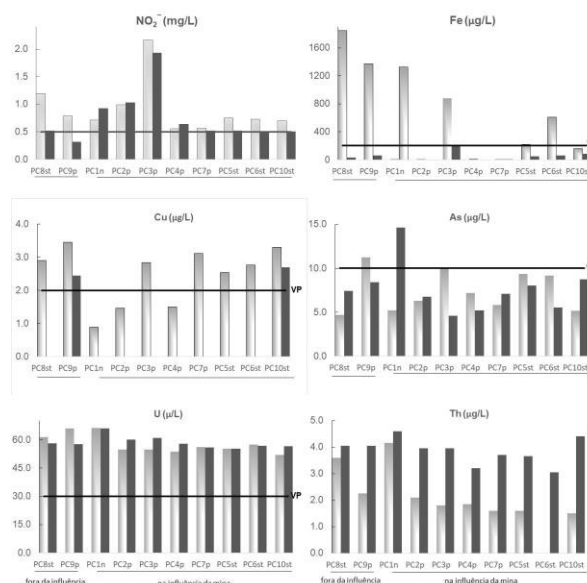 NO₂⁻ (mg/L)
2.0
1.5
1.0
0.5
0.0
PC8st PC9p PC1n PC2p PC3p PC4p PC7p PC5st PC6st PC10st
Fe (µg/L)
1600
1200
800
400
0
PC8st PC9p PC1n PC2p PC3p PC4p PC7p PC5st PC6st PC10st
Cu (µg/L)
4.0
3.0
2.0
1.0
0.0
VP
PC8st PC9p PC1n PC2p PC3p PC4p PC7p PC5st PC6st PC10st
As (µg/L)
15.0
10.0
5.0
0.0
PC8st PC9p PC1n PC2p PC3p PC4p PC7p PC5st PC6st PC10st
U (µ/L)
60.0
45.0
30.0
15.0
0.0
VP
PC8st PC9p PC1n PC2p PC3p PC4p PC7p PC5st PC6st PC10st
fora da influência na influência da mina
Th (µg/L)
5.0
4.0
3.0
2.0
1.0
0.0
PC8st PC9p PC1n PC2p PC3p PC4p PC7p PC5st PC6st PC10st
fora da influência na influência da mina